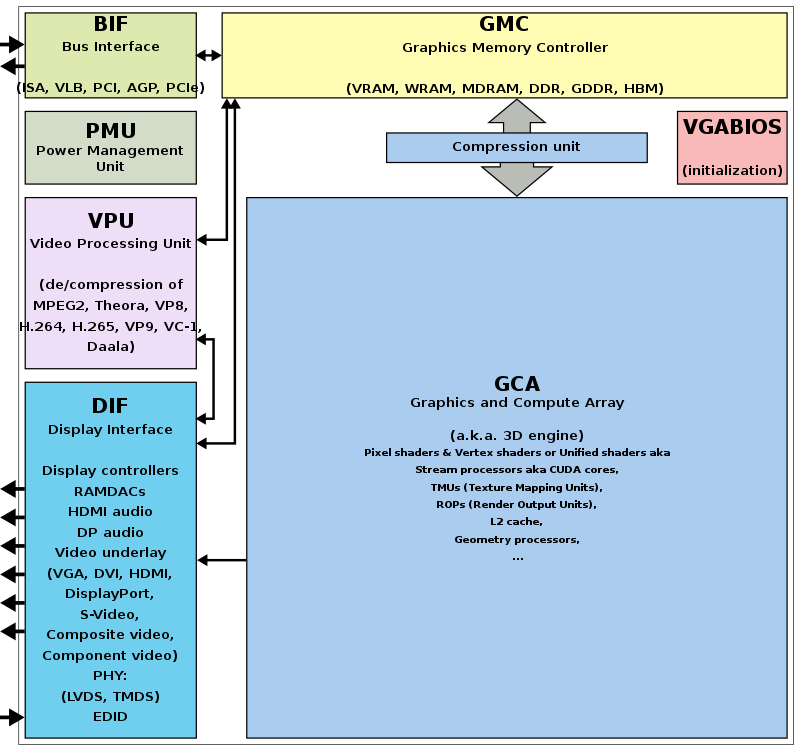 BIF
Bus Interface
(ISA, VLB, PCI, AGP, PCIe)
GMC
Graphics Memory Controller
(VRAM, WRAM, MDRAM, DDR, GDDR, HBM)
PMU
Power Management
Unit
Compression unit
VGABIOS
(initialization)
VPU
Video Processing Unit
(de/compression of
MPEG2, Theora, VP8,
H.264, H.265, VP9, VC-1,
Daala)
DIF
Display Interface
Display controllers
RAMDACs
HDMI audio
DP audio
Video underlay
(VGA, DVI, HDMI,
DisplayPort,
S-Video,
Composite video,
Component video)
PHY:
(LVDS, TMDS)
EDID
GCA
Graphics and Compute Array
(a.k.a. 3D engine)
Pixel shaders & Vertex shaders or Unified shaders aka
Stream processors aka CUDA cores,
TMUs (Texture Mapping Units),
ROPs (Render Output Units),
L2 cache,
Geometry processors,
...